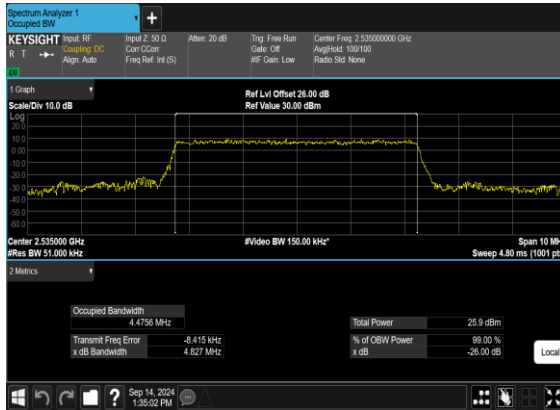 Spectrum Analyzer 1
Occupied BW
+
KEYSIGHT
R T
LXI
Input: RF
Coupling: DC
Align: Auto
Input Z: 50 Ω
Corr CCorr
Freq Ref: Int (S)
Atten: 20 dB
Trig: Free Run
Gate: Off
#IF Gain: Low
Center Freq: 2.535000000 GHz
Avg|Hold: 100/100
Radio Std: None
1 Graph
Scale/Div 10.0 dB
Ref Lvl Offset 26.00 dB
Ref Value 30.00 dBm
Log
20.0
10.0
0.00
-10.0
-20.0
-30.0
-40.0
-50.0
-60.0
Center 2.535000 GHz
#Res BW 51.000 kHz
#Video BW 150.00 kHz*
Span 10 MH
Sweep 4.80 ms (1001 pt
2 Metrics
Occupied Bandwidth
4.4756 MHz
Transmit Freq Error -8.415 kHz
x dB Bandwidth 4.827 MHz
Total Power 25.9 dBm
% of OBW Power 99.00 %
x dB -26.00 dB
Local
?
Sep 14, 2024
1:35:02 PM